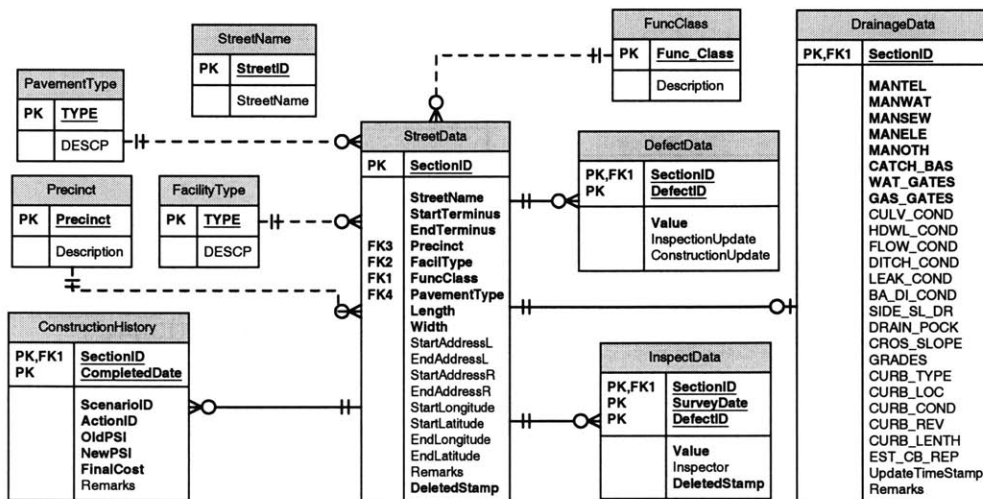 StreetName
PK StreetID
StreetName
PavementType
PK TYPE
DESCP
FuncClass
PK Func_Class
Description
DrainageData
PK,FK1 SectionID
MANTEL
MANWAT
MANSEW
MANELE
MANOTH
CATCH_BAS
WAT_GATES
GAS_GATES
CULV_COND
HDWL_COND
FLOW_COND
DITCH_COND
LEAK_COND
BA_DI_COND
SIDE_SL_DR
DRAIN_POCK
CROS_SLOPE
GRADES
CURB_TYPE
CURB_LOC
CURB_COND
CURB_REV
CURB_LENTH
EST_CB_REP
UpdateTimeStamp
Remarks
Precinct
PK Precinct
Description
FacilityType
PK TYPE
DESCP
StreetData
PK SectionID
StreetName
StartTerminus
EndTerminus
FK3 Precinct
FK2 FacilType
FK1 FuncClass
FK4 PavementType
Length
Width
StartAddressL
EndAddressL
StartAddressR
EndAddressR
StartLongitude
StartLatitude
EndLongitude
EndLatitude
Remarks
DeletedStamp
DefectData
PK,FK1 SectionID
PK DefectID
Value
InspectionUpdate
ConstructionUpdate
ConstructionHistory
PK,FK1 SectionID
PK CompletedDate
ScenarioID
ActionID
OldPSI
NewPSI
FinalCost
Remarks
InspectData
PK,FK1 SectionID
PK SurveyDate
PK DefectID
Value
Inspector
DeletedStamp